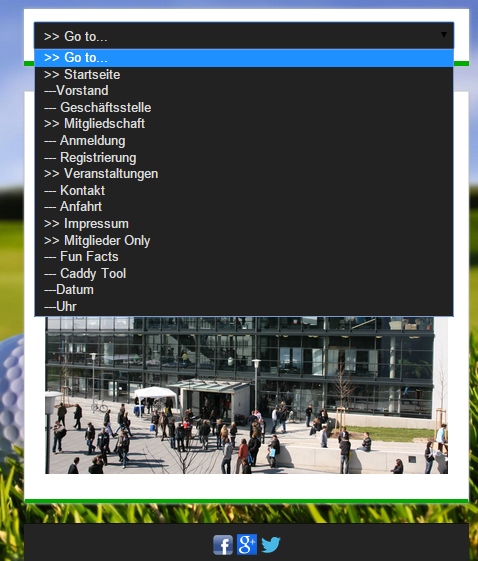 >> Go to...
>> Go to...
>> Startseite
---Vorstand
--- Geschäftsstelle
>> Mitgliedschaft
--- Anmeldung
--- Registrierung
>> Veranstaltungen
--- Kontakt
--- Anfahrt
>> Impressum
>> Mitglieder Only
--- Fun Facts
--- Caddy Tool
---Datum
---Uhr
f g+